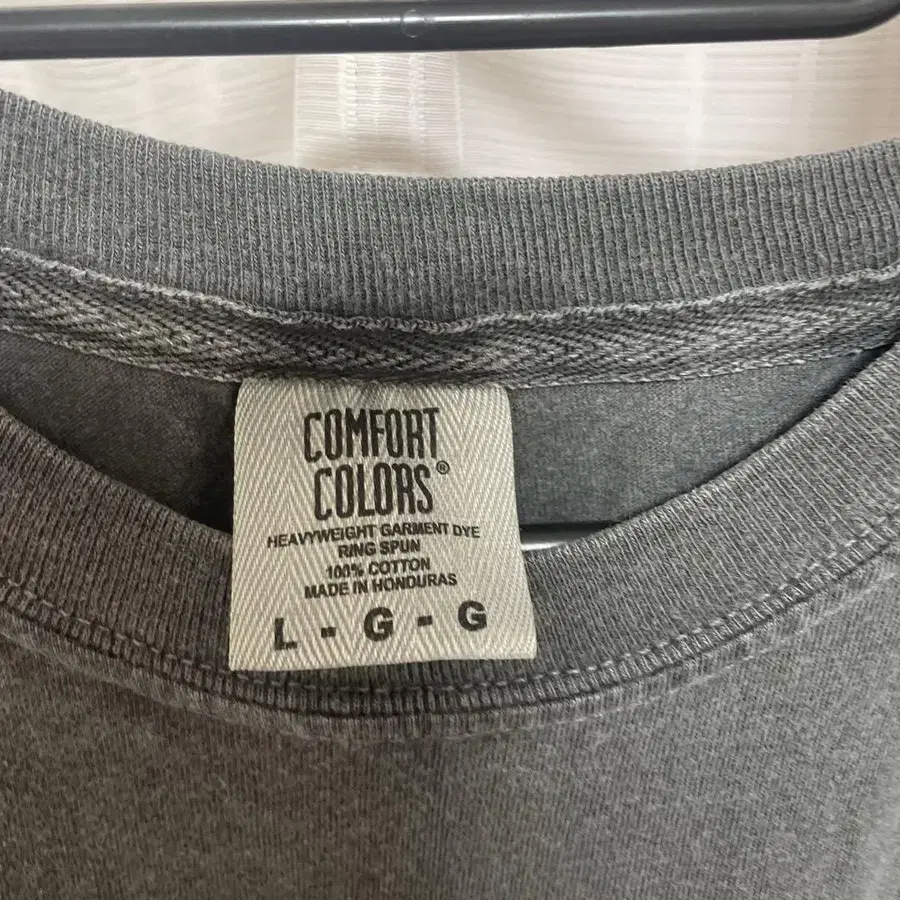 COMFORT
COLORS®
HEAVYWEIGHT GARMENT DYE
RING SPUN
100% COTTON
MADE IN HONDURAS
L - G - G